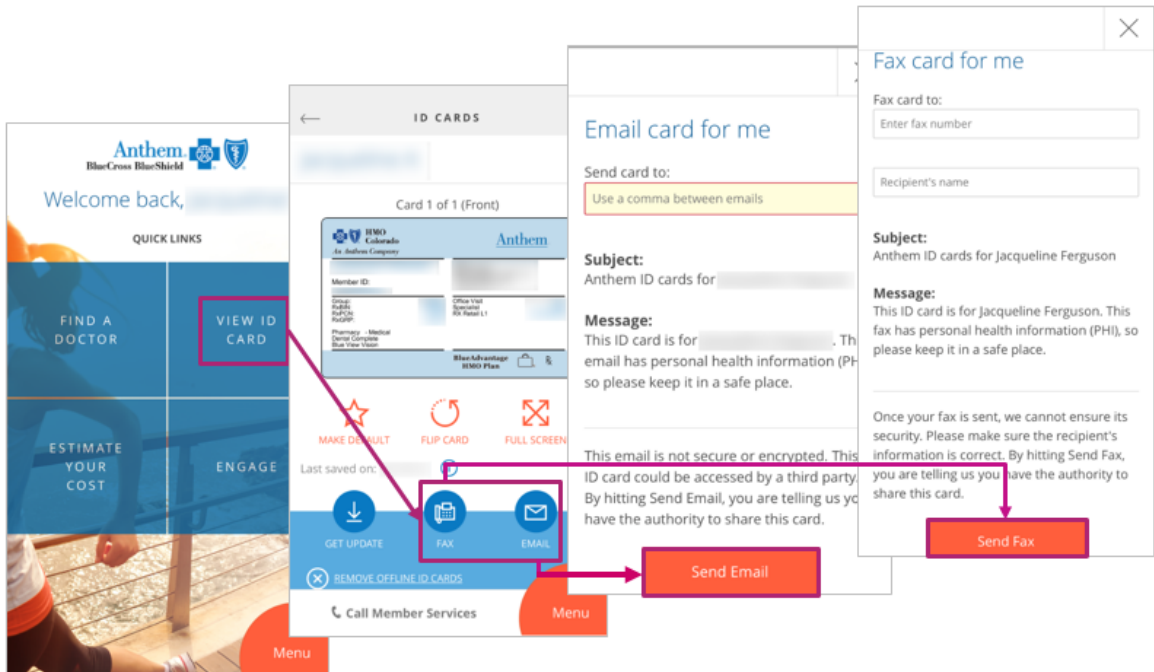 Anthem
BlueCross BlueShield
Welcome back,
QUICK LINKS
FIND A
DOCTOR
VIEW ID
CARD
ESTIMATE
YOUR
COST
ENGAGE
Menu
ID CARDS
Card 1 of 1 (Front)
HMO
Colorado
An Anthem Company
Anthem
Member ID:
Group:
RxBIN:
RxPCN:
RxGRP:
Office Visit
Specialist
RX Retail L1
Pharmacy - Medical
Dental Complete
Blue View Vision
BlueAdvantage
HMO Plan
MAKE DEFAULT
FLIP CARD
FULL SCREEN
Last saved on:
GET UPDATE
FAX
EMAIL
REMOVE OFFLINE ID CARDS
Call Member Services
Menu
Email card for me
Send card to:
Use a comma between emails
Subject:
Anthem ID cards for
Message:
This ID card is for . Th
email has personal health information (PH
so please keep it in a safe place.
This email is not secure or encrypted. This
ID card could be accessed by a third party.
By hitting Send Email, you are telling us yo
have the authority to share this card.
Send Email
Fax card for me
Fax card to:
Enter fax number
Recipient's name
Subject:
Anthem ID cards for Jacqueline Ferguson
Message:
This ID card is for Jacqueline Ferguson. This
fax has personal health information (PHI), so
please keep it in a safe place.
Once your fax is sent, we cannot ensure its
security. Please make sure the recipient's
information is correct. By hitting Send Fax,
you are telling us you have the authority to
share this card.
Send Fax